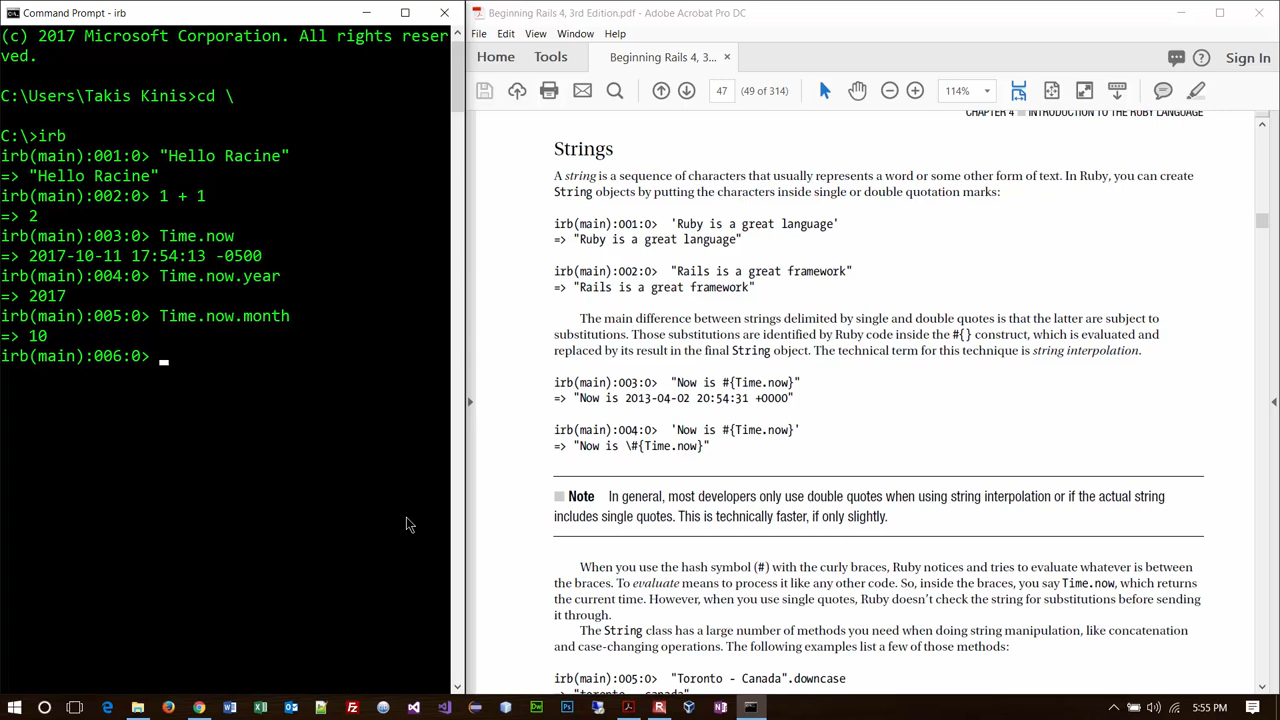 Command Prompt - irb
(c) 2017 Microsoft Corporation. All rights reser
ved.
C:\Users\Takis Kinis>cd \
C:\>irb
irb(main):001:0> "Hello Racine"
=> "Hello Racine"
irb(main):002:0> 1 + 1
=> 2
irb(main):003:0> Time.now
=> 2017-10-11 17:54:13 -0500
irb(main):004:0> Time.now.year
=> 2017
irb(main):005:0> Time.now.month
=> 10
irb(main):006:0>
Beginning Rails 4, 3rd Edition.pdf - Adobe Acrobat Pro DC
File Edit View Window Help
Home Tools Beginning Rails 4, 3... × Sign In
47 (49 of 314) 114%
CHAPTER 4 ■ INTRODUCTION TO THE RUBY LANGUAGE
Strings
A string is a sequence of characters that usually represents a word or some other form of text. In Ruby, you can create
String objects by putting the characters inside single or double quotation marks:
irb(main):001:0> 'Ruby is a great language'
=> "Ruby is a great language"
irb(main):002:0> "Rails is a great framework"
=> "Rails is a great framework"
The main difference between strings delimited by single and double quotes is that the latter are subject to
substitutions. Those substitutions are identified by Ruby code inside the #{} construct, which is evaluated and
replaced by its result in the final String object. The technical term for this technique is string interpolation.
irb(main):003:0> "Now is #{Time.now}"
=> "Now is 2013-04-02 20:54:31 +0000"
irb(main):004:0> 'Now is #{Time.now}'
=> "Now is \#{Time.now}"
■ Note In general, most developers only use double quotes when using string interpolation or if the actual string
includes single quotes. This is technically faster, if only slightly.
When you use the hash symbol (#) with the curly braces, Ruby notices and tries to evaluate whatever is between
the braces. To evaluate means to process it like any other code. So, inside the braces, you say Time.now, which returns
the current time. However, when you use single quotes, Ruby doesn't check the string for substitutions before sending
it through.
The String class has a large number of methods you need when doing string manipulation, like concatenation
and case-changing operations. The following examples list a few of those methods:
irb(main):005:0> "Toronto - Canada".downcase
=> "toronto - canada"
5:55 PM